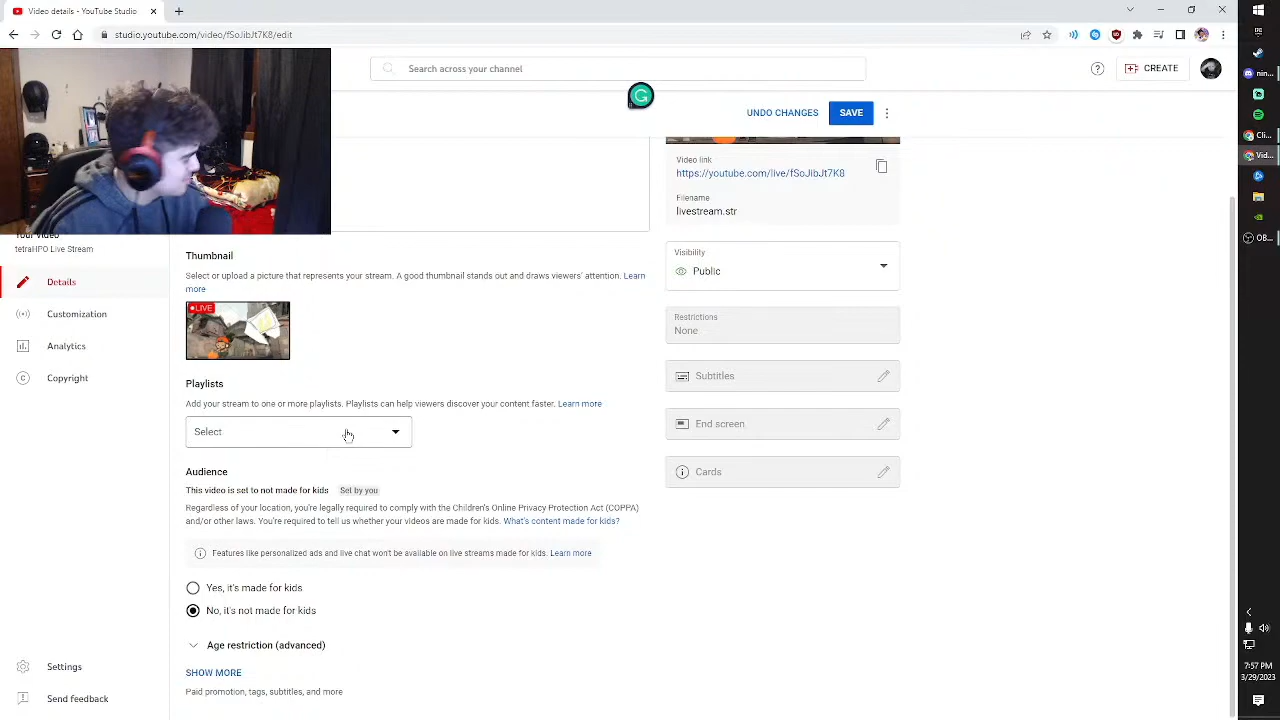 Video details - YouTube Studio
studio.youtube.com/video/fSoJibJt7K8/edit
Search across your channel
CREATE
UNDO CHANGES
SAVE
Video link
https://youtube.com/live/fSoJibJt7K8
Filename
livestream.str
Your video
tetraHPO Live Stream
Details
Customization
Analytics
Copyright
Settings
Send feedback
Thumbnail
Select or upload a picture that represents your stream. A good thumbnail stands out and draws viewers' attention. Learn
more
LIVE
Playlists
Add your stream to one or more playlists. Playlists can help viewers discover your content faster. Learn more
Select
Audience
This video is set to not made for kids Set by you
Regardless of your location, you're legally required to comply with the Children's Online Privacy Protection Act (COPPA)
and/or other laws. You're required to tell us whether your videos are made for kids. What's content made for kids?
Features like personalized ads and live chat won't be available on live streams made for kids. Learn more
Yes, it's made for kids
No, it's not made for kids
Age restriction (advanced)
SHOW MORE
Paid promotion, tags, subtitles, and more
Visibility
Public
Restrictions
None
Subtitles
End screen
Cards
Cli...
Vid...
7:57 PM
3/29/2023